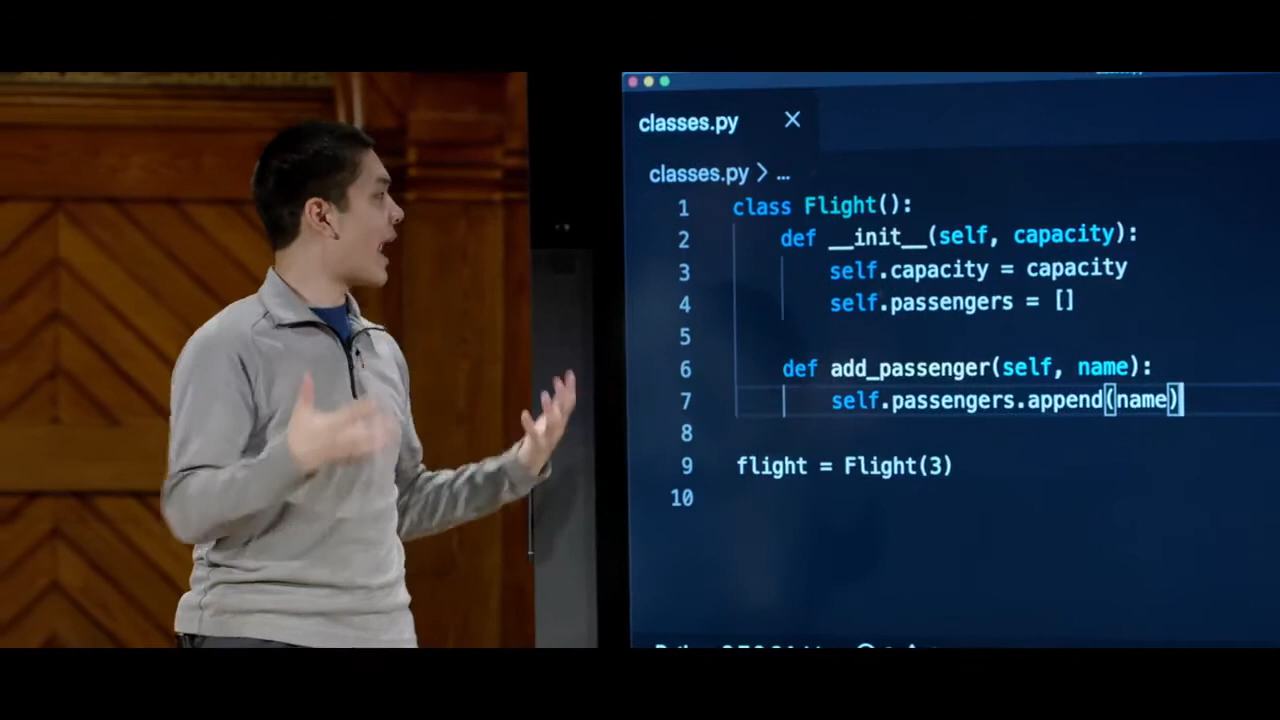 classes.py
classes.py > ...
1 class Flight():
2 def __init__(self, capacity):
3 self.capacity = capacity
4 self.passengers = []
5
6 def add_passenger(self, name):
7 self.passengers.append(name)
8
9 flight = Flight(3)
10